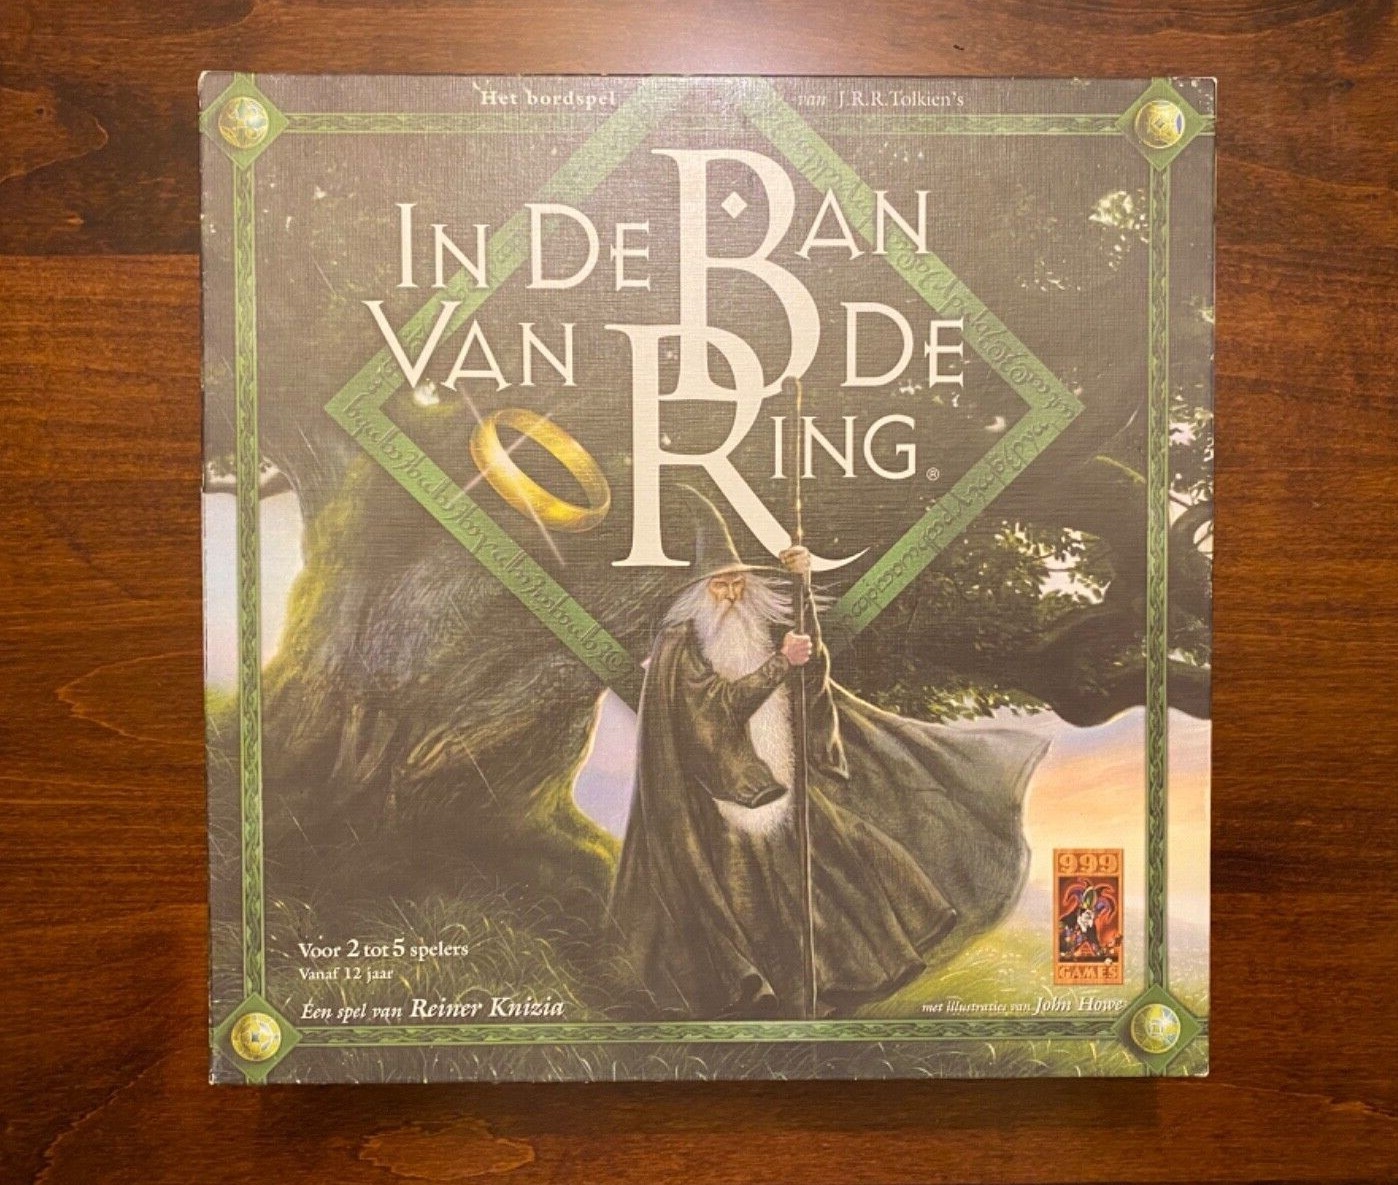 Het bordspel van J.R.R.Tolkien's
IN DE BAN
VAN DE
RING®
Voor 2 tot 5 spelers
Vanaf 12 jaar
Een spel van Reiner Knizia
met illustraties van John Howe
999
GAMES